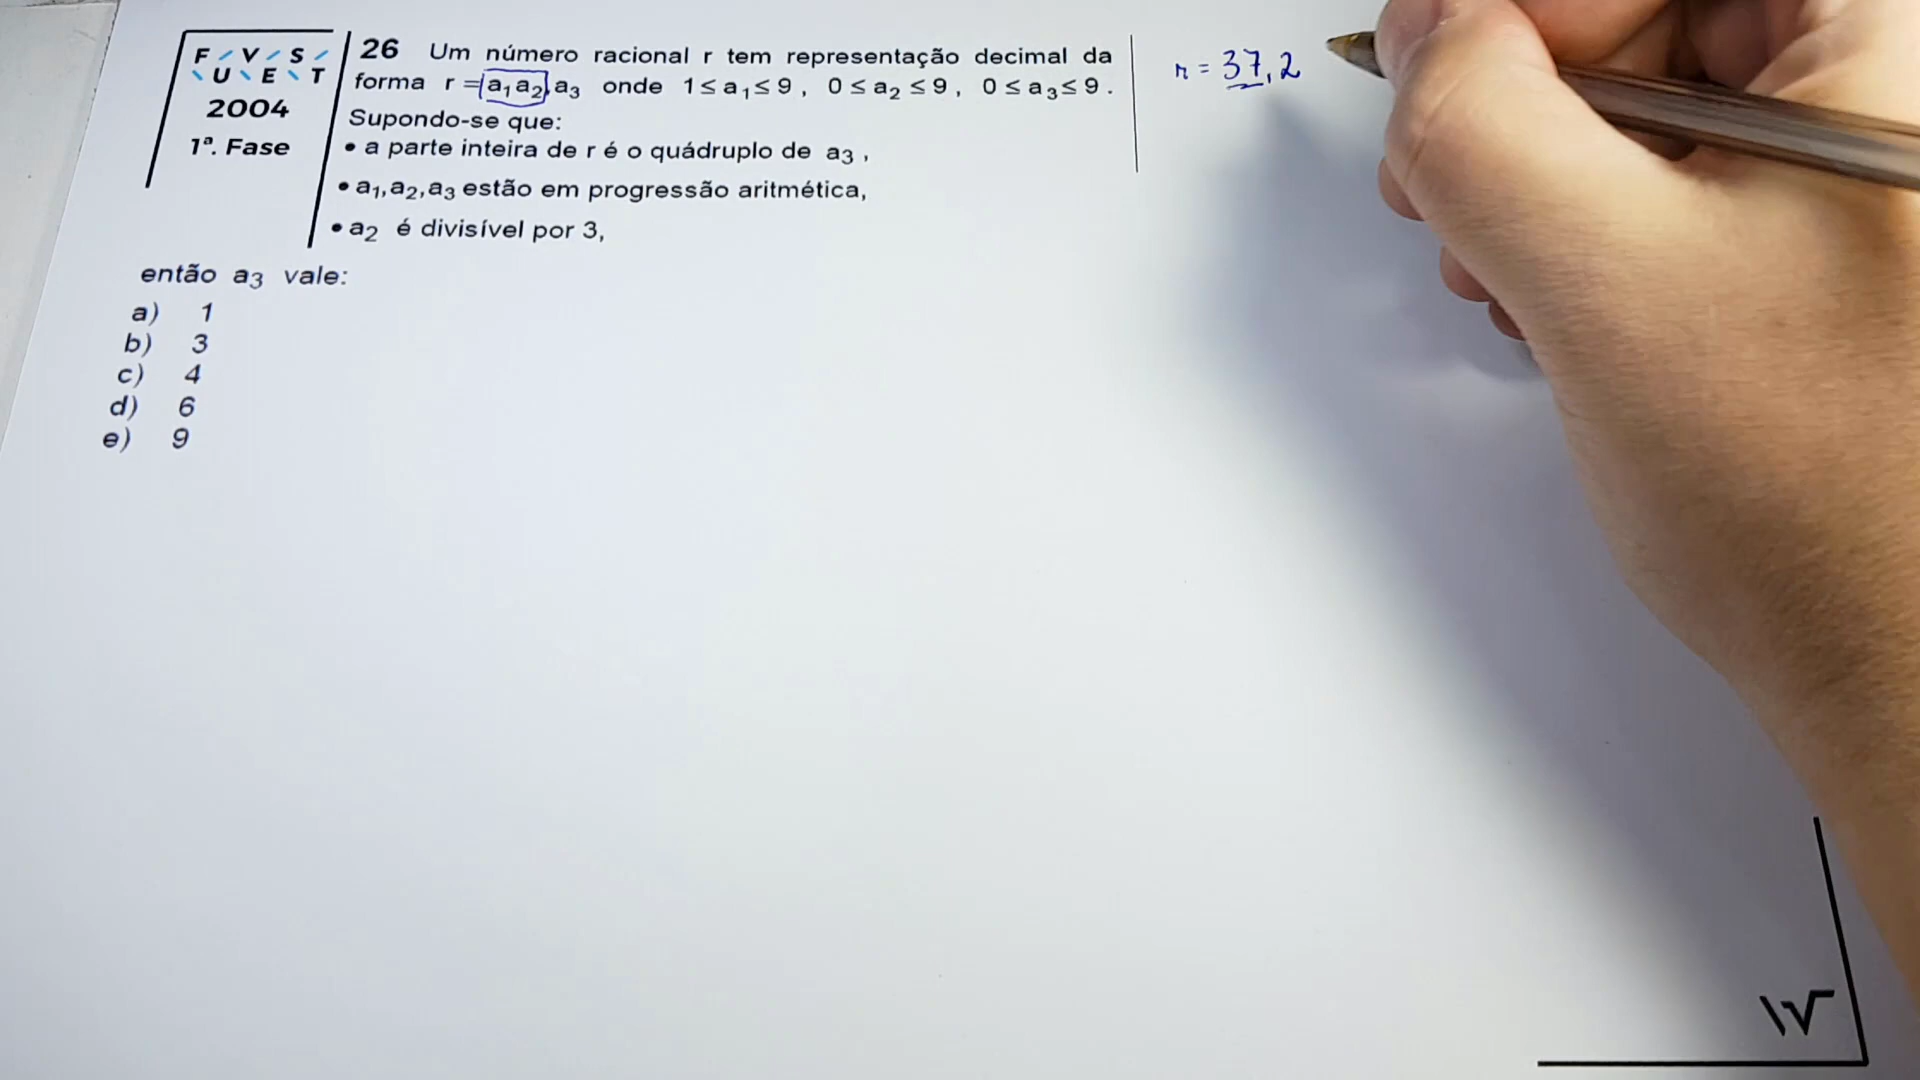 F V S
U E T
2004
1ª. Fase
26 Um número racional r tem representação decimal da
forma r = a₁a₂,a₃ onde 1≤a₁≤9, 0≤a₂≤9, 0≤a₃≤9.
Supondo-se que:
• a parte inteira de r é o quádruplo de a₃,
• a₁,a₂,a₃ estão em progressão aritmética,
• a₂ é divisível por 3,
então a₃ vale:
a) 1
b) 3
c) 4
d) 6
e) 9
r = 37,2